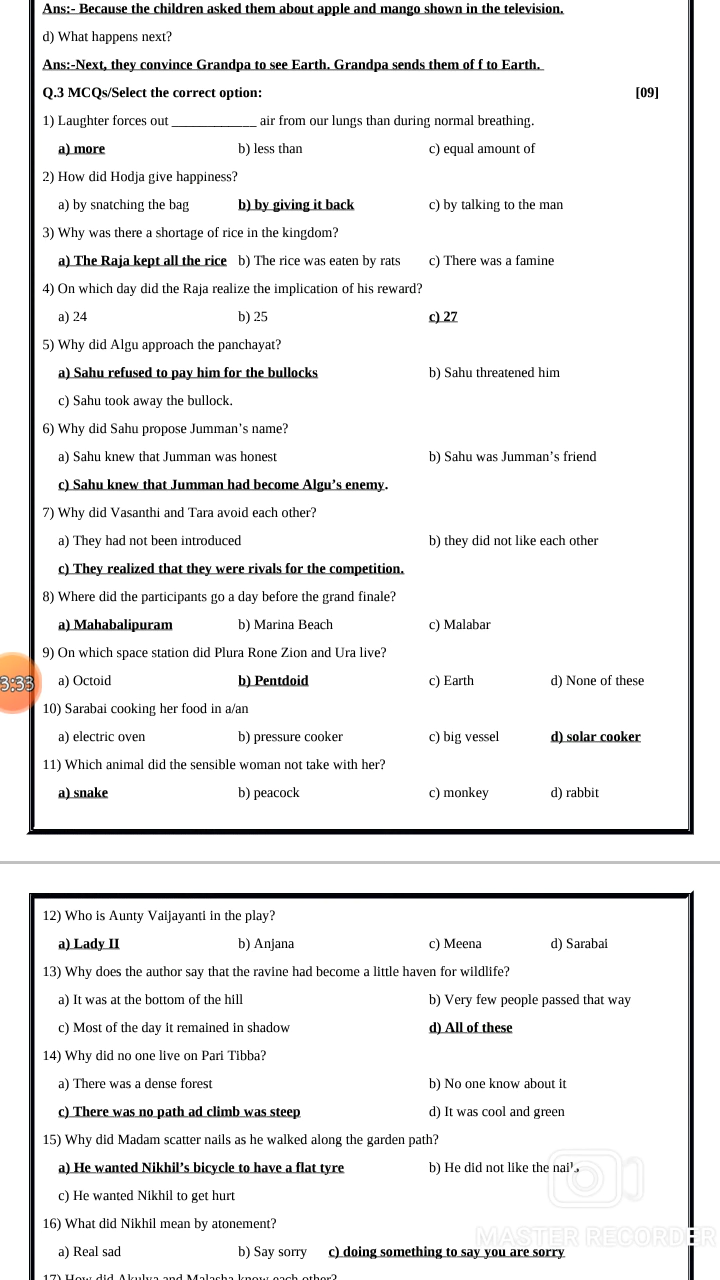 Ans:- Because the children asked them about apple and mango shown in the television.
d) What happens next?
Ans:-Next, they convince Grandpa to see Earth. Grandpa sends them of f to Earth.
Q.3 MCQs/Select the correct option: [09]
1) Laughter forces out ____________ air from our lungs than during normal breathing.
a) more b) less than c) equal amount of
2) How did Hodja give happiness?
a) by snatching the bag b) by giving it back c) by talking to the man
3) Why was there a shortage of rice in the kingdom?
a) The Raja kept all the rice b) The rice was eaten by rats c) There was a famine
4) On which day did the Raja realize the implication of his reward?
a) 24 b) 25 c) 27
5) Why did Algu approach the panchayat?
a) Sahu refused to pay him for the bullocks b) Sahu threatened him
c) Sahu took away the bullock.
6) Why did Sahu propose Jumman's name?
a) Sahu knew that Jumman was honest b) Sahu was Jumman's friend
c) Sahu knew that Jumman had become Algu's enemy.
7) Why did Vasanthi and Tara avoid each other?
a) They had not been introduced b) they did not like each other
c) They realized that they were rivals for the competition.
8) Where did the participants go a day before the grand finale?
a) Mahabalipuram b) Marina Beach c) Malabar
9) On which space station did Plura Rone Zion and Ura live?
3:33 a) Octoid b) Pentdoid c) Earth d) None of these
10) Sarabai cooking her food in a/an
a) electric oven b) pressure cooker c) big vessel d) solar cooker
11) Which animal did the sensible woman not take with her?
a) snake b) peacock c) monkey d) rabbit
12) Who is Aunty Vaijayanti in the play?
a) Lady II b) Anjana c) Meena d) Sarabai
13) Why does the author say that the ravine had become a little haven for wildlife?
a) It was at the bottom of the hill b) Very few people passed that way
c) Most of the day it remained in shadow d) All of these
14) Why did no one live on Pari Tibba?
a) There was a dense forest b) No one know about it
c) There was no path ad climb was steep d) It was cool and green
15) Why did Madam scatter nails as he walked along the garden path?
a) He wanted Nikhil's bicycle to have a flat tyre b) He did not like the nails
c) He wanted Nikhil to get hurt
16) What did Nikhil mean by atonement?
MASTER RECORDER
a) Real sad b) Say sorry c) doing something to say you are sorry
17) How did Akulya and Malasha know each other?